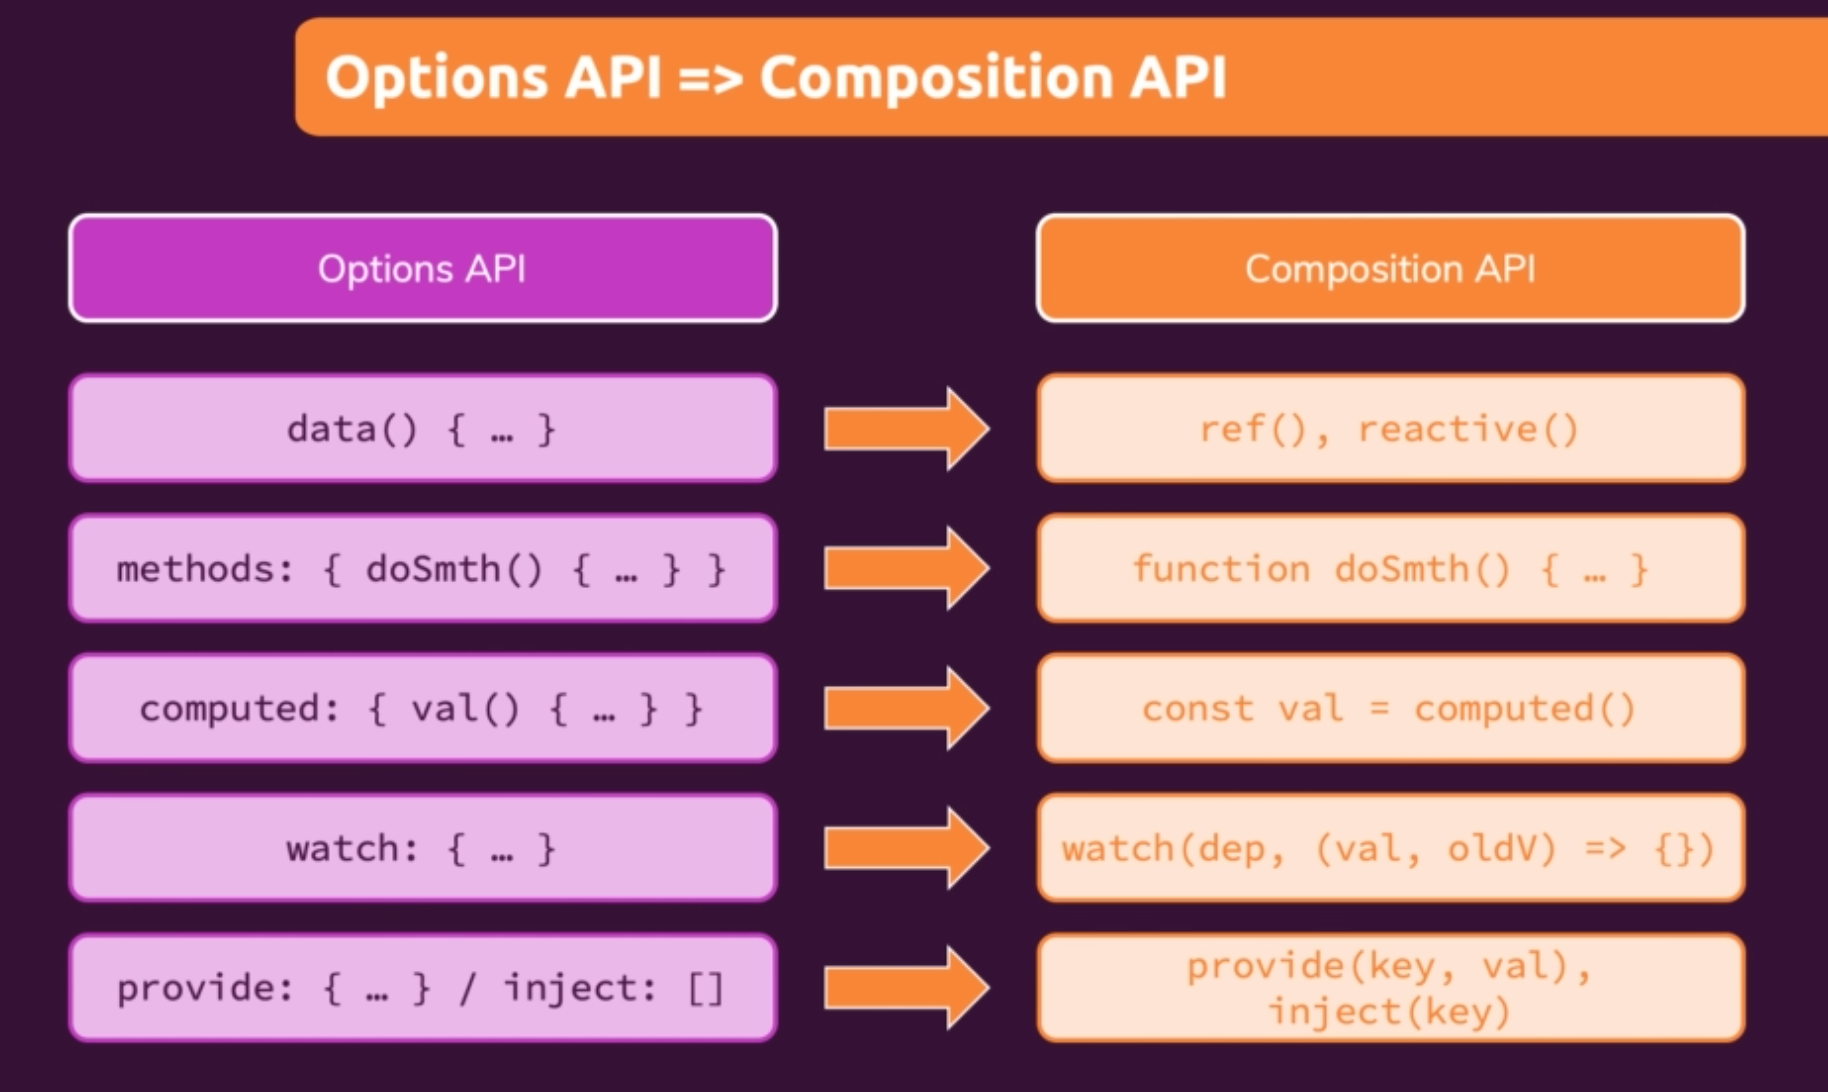 Options API => Composition API
Options API
Composition API
data() { … }
ref(), reactive()
methods: { doSmth() { … } }
function doSmth() { … }
computed: { val() { … } }
const val = computed()
watch: { … }
watch(dep, (val, oldV) => {})
provide: { … } / inject: []
provide(key, val),
inject(key)